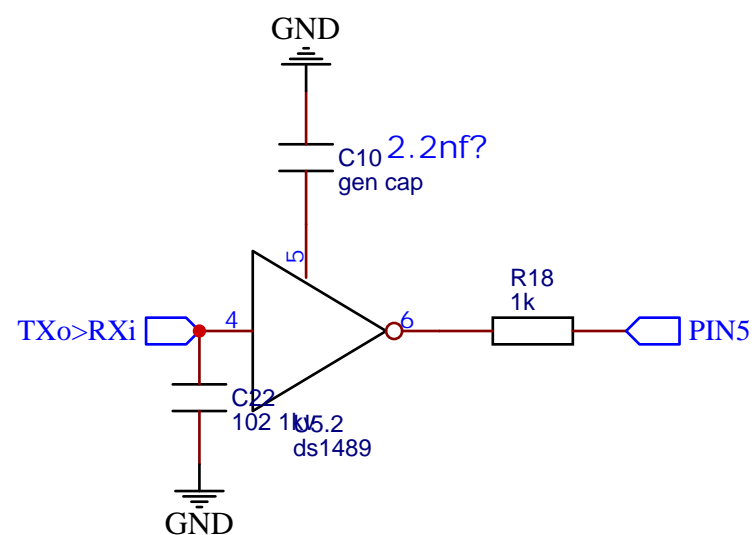 GND
C10 2.2nf?
gen cap
5
R18
1k
TXo>RXi
4
6
PIN5
C22
102 1kv
U5.2
ds1489
GND